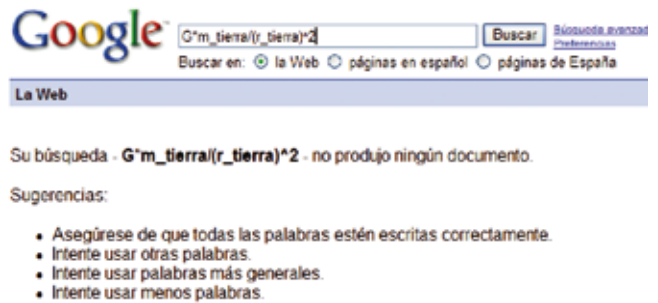 Google
G*m_tierra/(r_tierra)^2 Buscar Búsqueda avanzada
Preferencias
Buscar en: la Web páginas en español páginas de España
La Web
Su búsqueda - G*m_tierra/(r_tierra)^2 - no produjo ningún documento.
Sugerencias:
Asegúrese de que todas las palabras estén escritas correctamente.
Intente usar otras palabras.
Intente usar palabras más generales.
Intente usar menos palabras.